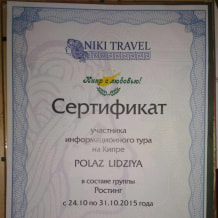 NIKI TRAVEL
Кипр с любовью!
Сертификат
участника
информационного тура
на Кипре
POLAZ LIDZIYA
в составе группы
Ростинг
с 24.10 по 31.10.2015 года